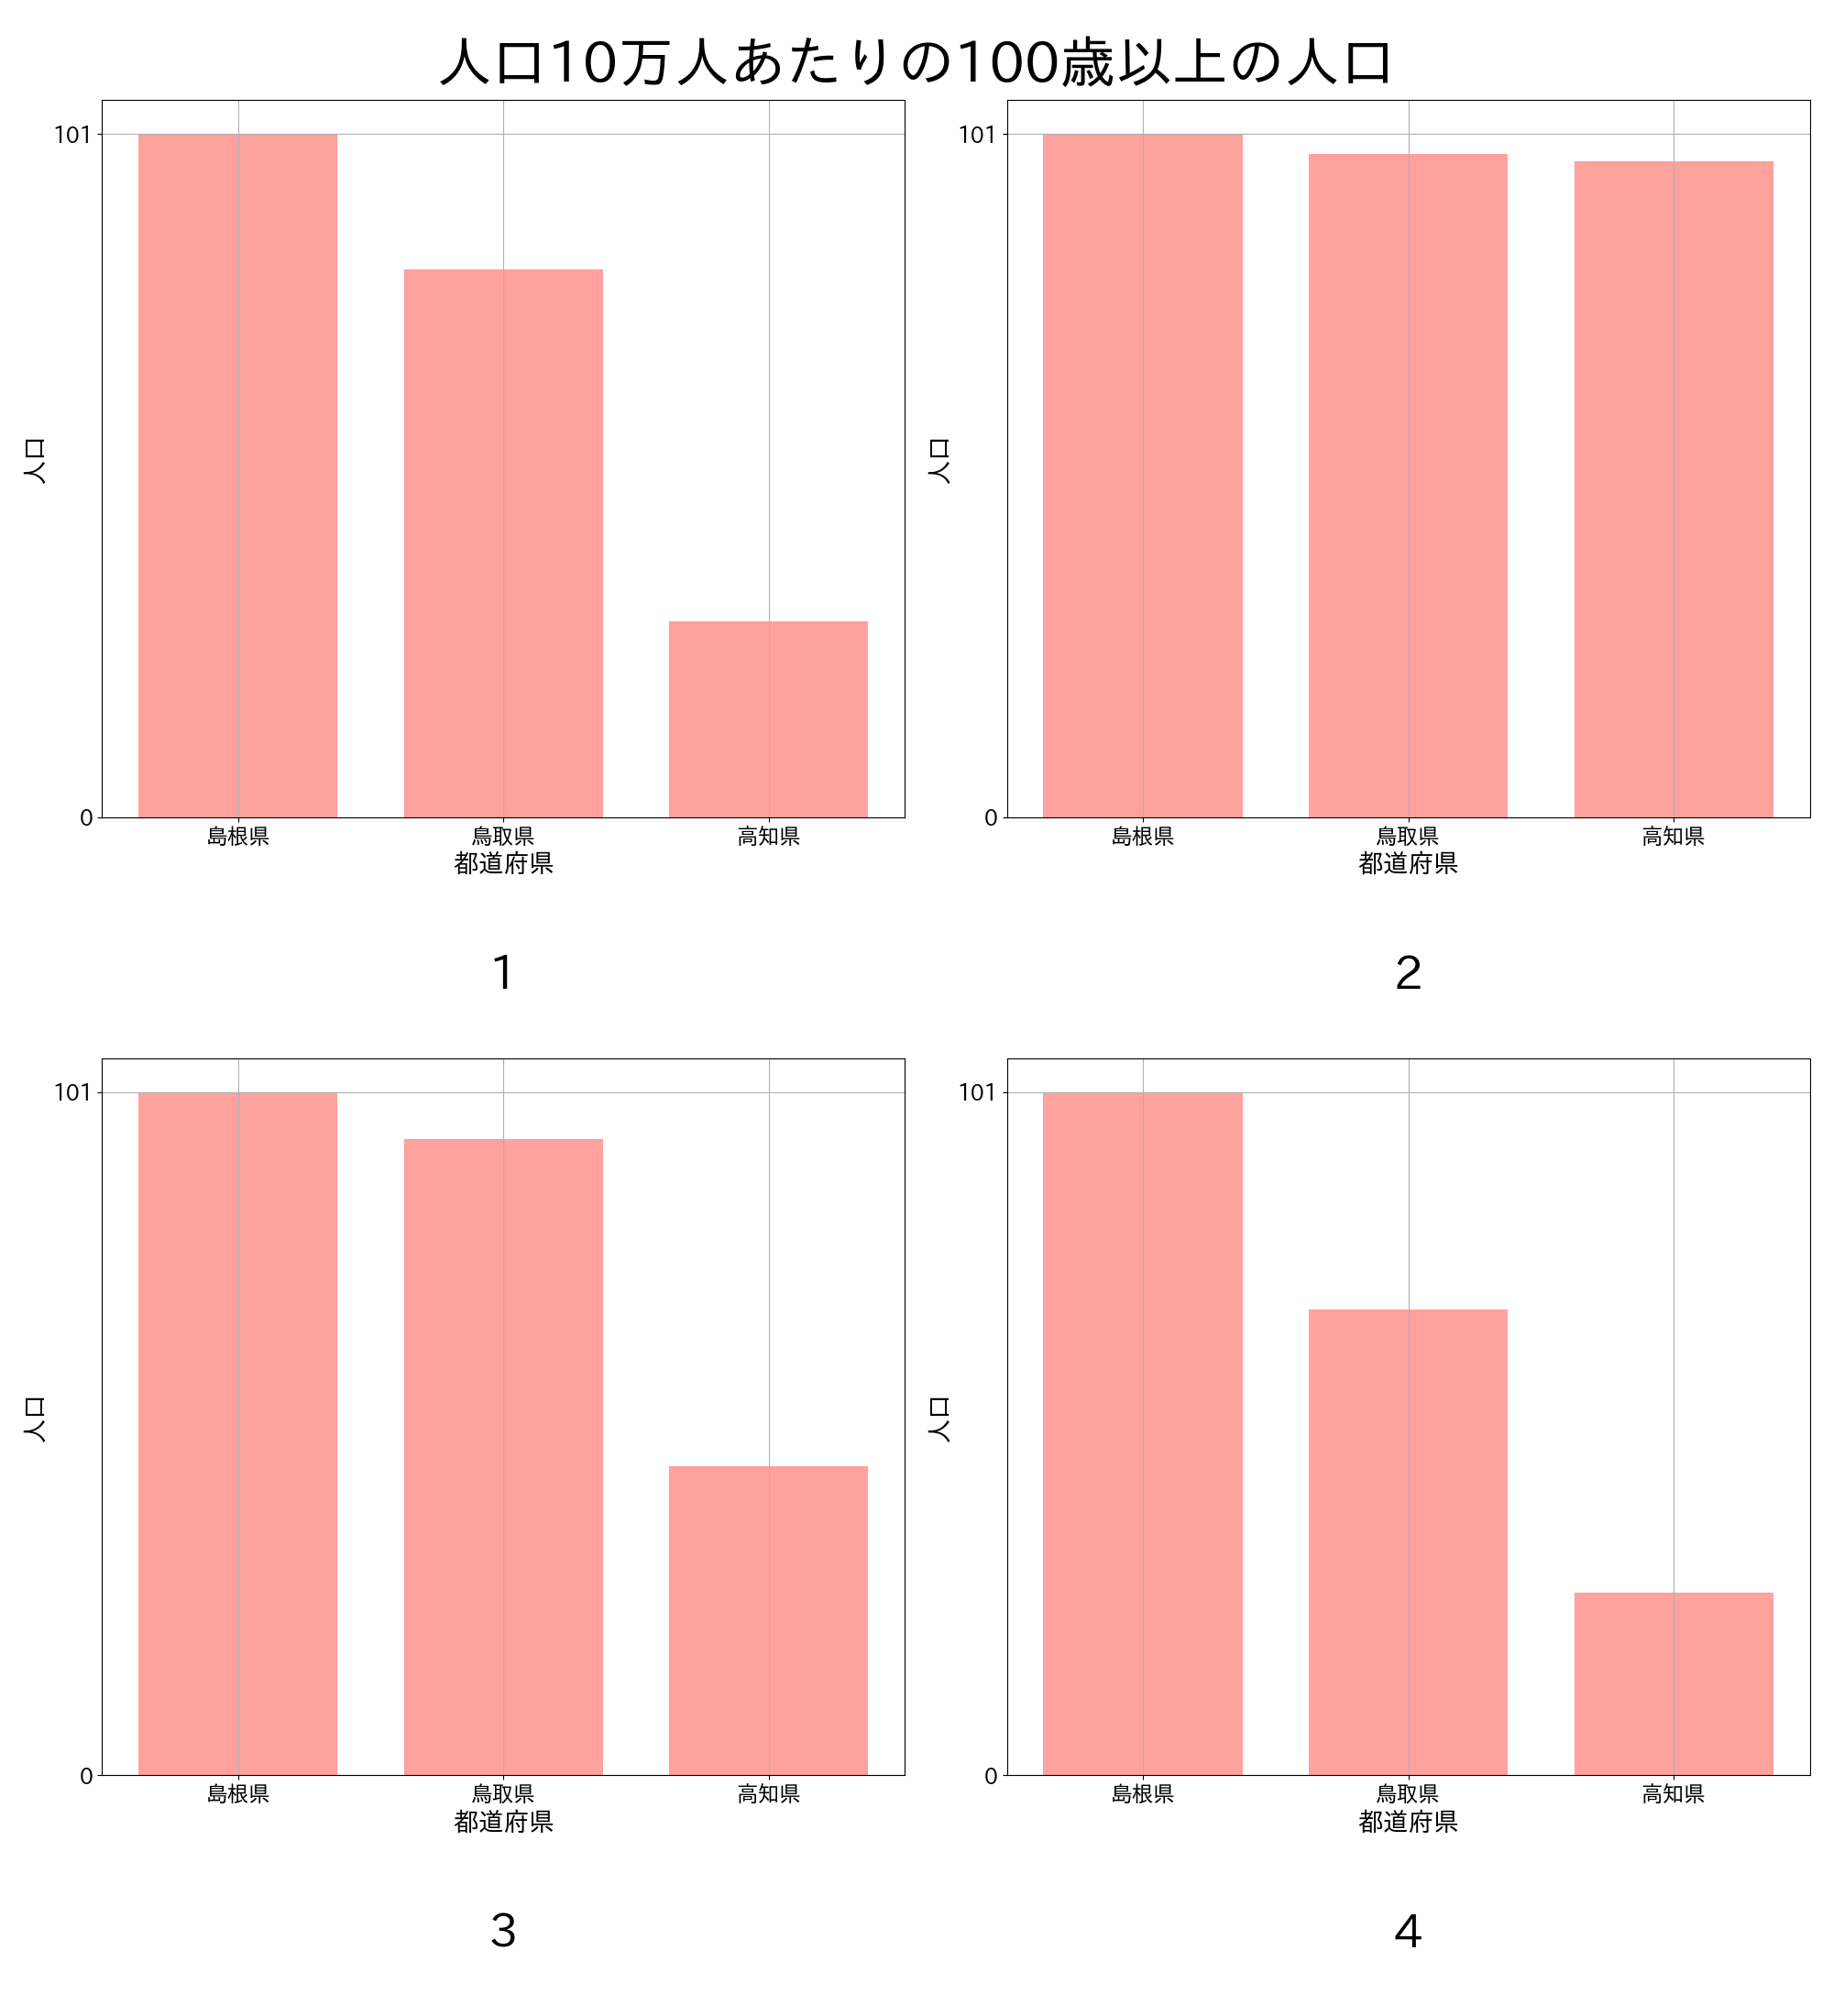 人口10万人あたりの100歳以上の人口
101
0
人口
島根県 鳥取県 高知県
都道府県
1
101
0
人口
島根県 鳥取県 高知県
都道府県
2
101
0
人口
島根県 鳥取県 高知県
都道府県
3
101
0
人口
島根県 鳥取県 高知県
都道府県
4